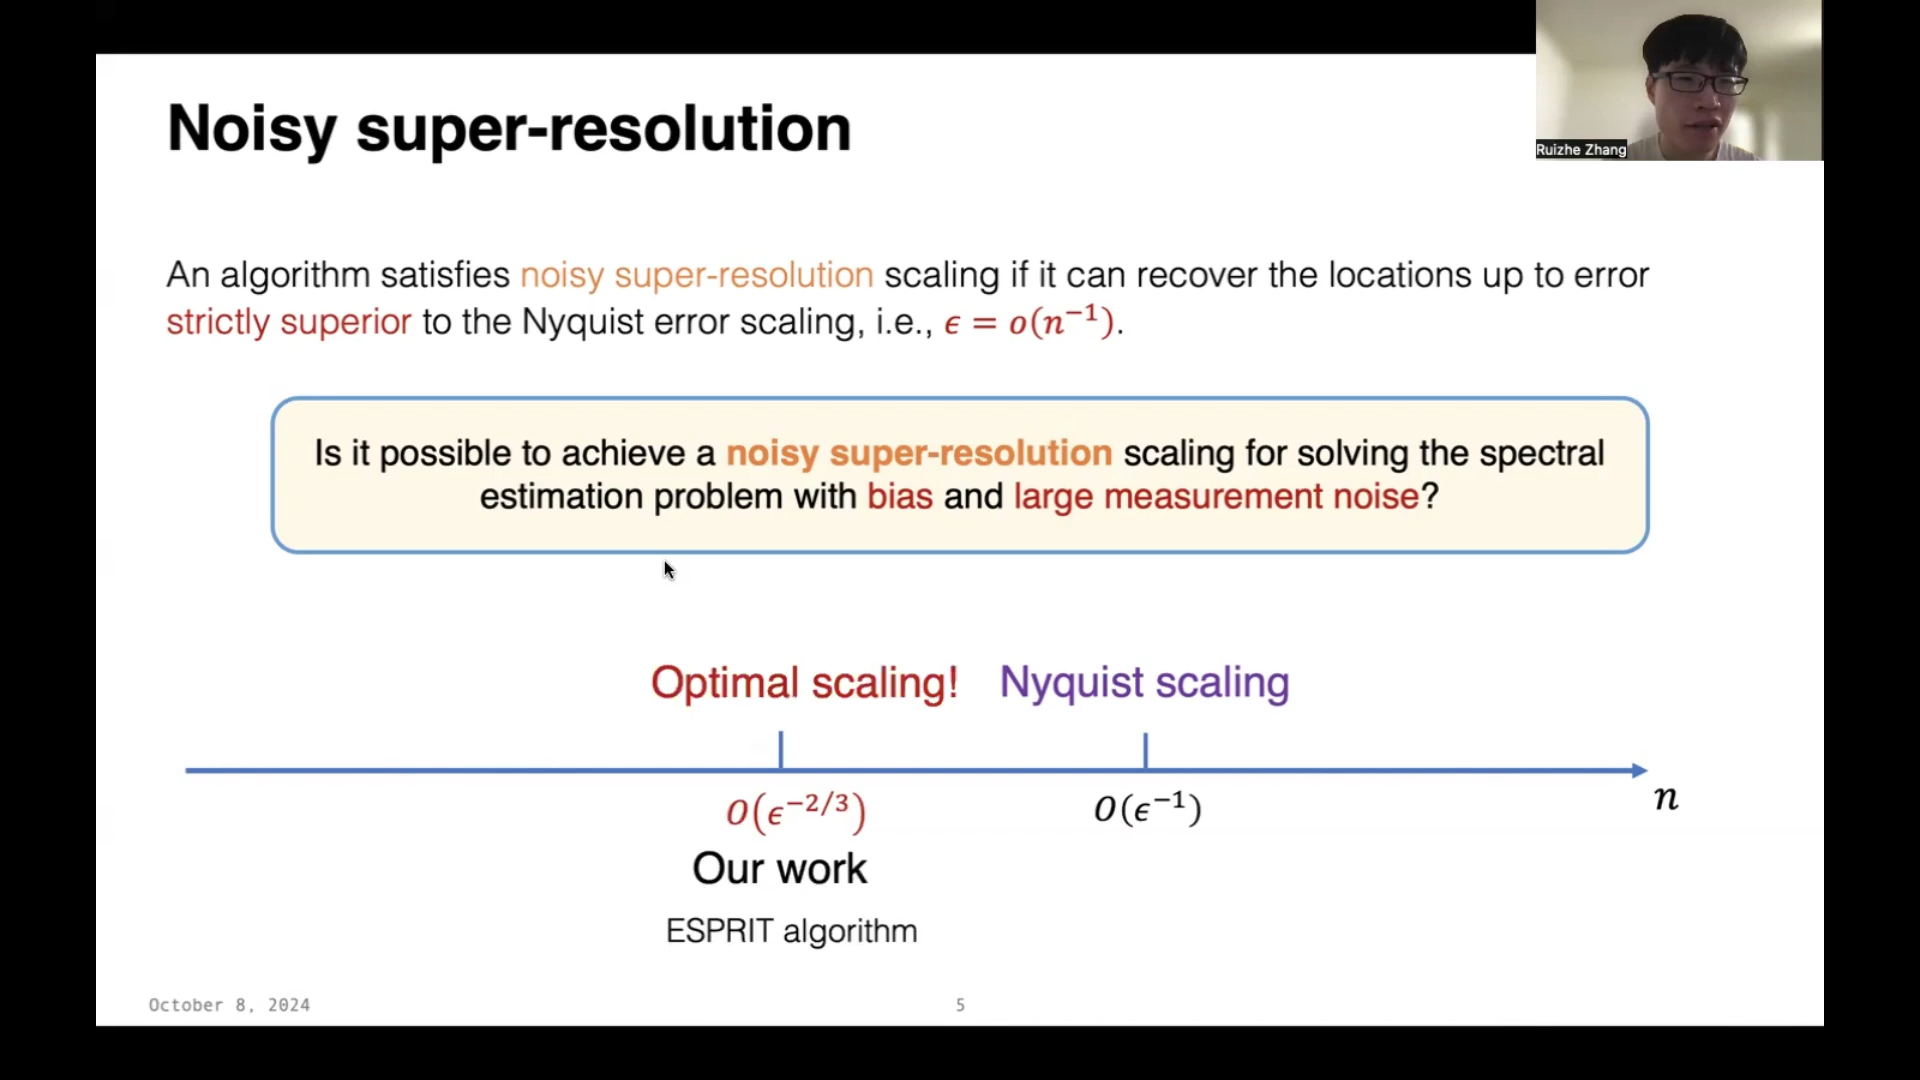 Noisy super-resolution
Ruizhe Zhang
An algorithm satisfies noisy super-resolution scaling if it can recover the locations up to error
strictly superior to the Nyquist error scaling, i.e., ϵ = o(n⁻¹).
Is it possible to achieve a noisy super-resolution scaling for solving the spectral
estimation problem with bias and large measurement noise?
Optimal scaling! Nyquist scaling
O(ϵ^{-2/3}) O(ϵ⁻¹) n
Our work
ESPRIT algorithm
October 8, 2024 5